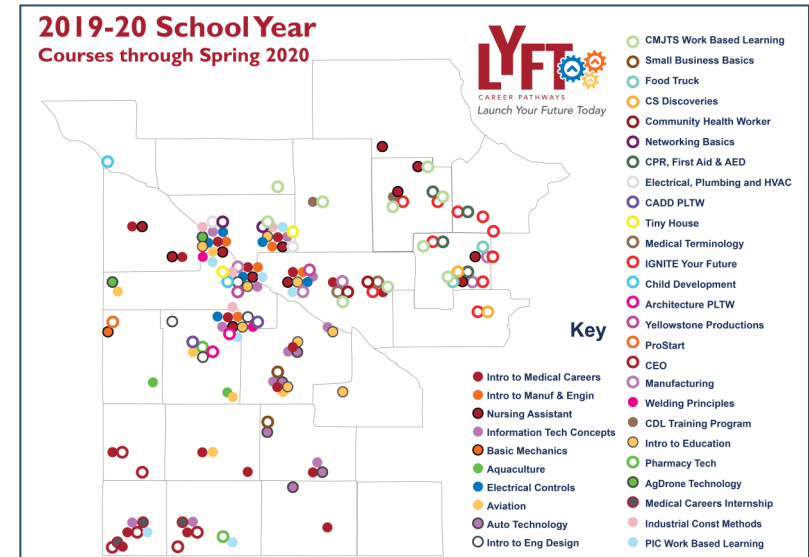 2019-20 School Year
Courses through Spring 2020
LYFT
CAREER PATHWAYS
Launch Your Future Today
CMJTS Work Based Learning
Small Business Basics
Food Truck
CS Discoveries
Community Health Worker
Networking Basics
CPR, First Aid & AED
Electrical, Plumbing and HVAC
CADD PLTW
Tiny House
Medical Terminology
IGNITE Your Future
Child Development
Architecture PLTW
Yellowstone Productions
ProStart
CEO
Manufacturing
Welding Principles
CDL Training Program
Intro to Education
Pharmacy Tech
AgDrone Technology
Medical Careers Internship
Industrial Const Methods
PIC Work Based Learning
Key
Intro to Medical Careers
Intro to Manuf & Engin
Nursing Assistant
Information Tech Concepts
Basic Mechanics
Aquaculture
Electrical Controls
Aviation
Auto Technology
Intro to Eng Design